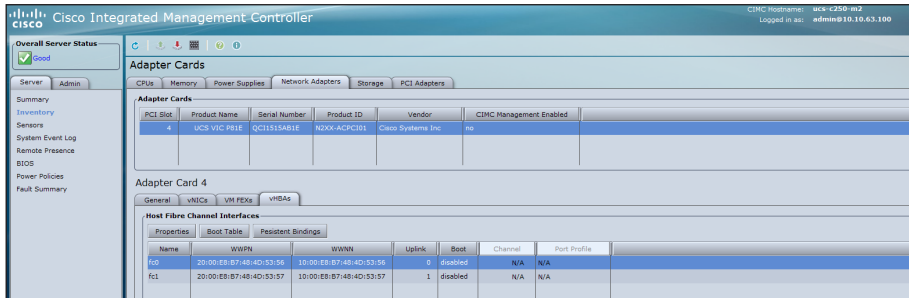 CIMC Hostname: ucs-c250-m2
cisco Cisco Integrated Management Controller
Logged in as: admin@10.10.63.100
Overall Server Status
Good
Adapter Cards
Server Admin
CPUs Memory Power Supplies Network Adapters Storage PCI Adapters
Summary
Inventory
Sensors
System Event Log
Remote Presence
BIOS
Power Policies
Fault Summary
Adapter Cards
PCI Slot Product Name Serial Number Product ID Vendor CIMC Management Enabled
4 UCS VIC P81E QCI1515AB1E N2XX-ACPCI01 Cisco Systems Inc no
Adapter Card 4
General vNICs VM FEXs vHBAs
Host Fibre Channel Interfaces
Properties Boot Table Pesistent Bindings
Name WWPN WWNN Uplink Boot Channel Port Profile
fc0 20:00:E8:B7:48:4D:53:56 10:00:E8:B7:48:4D:53:56 0 disabled N/A N/A
fc1 20:00:E8:B7:48:4D:53:57 10:00:E8:B7:48:4D:53:57 1 disabled N/A N/A